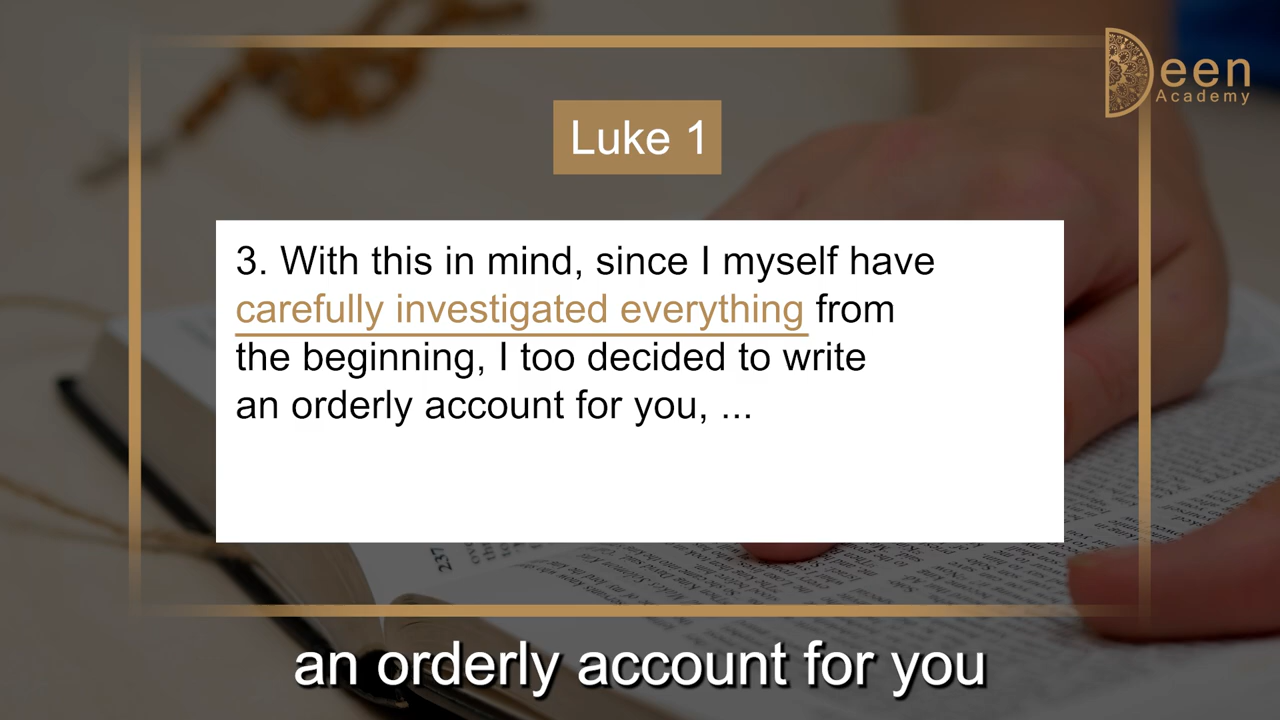 Deen
Academy
Luke 1
3. With this in mind, since I myself have
carefully investigated everything from
the beginning, I too decided to write
an orderly account for you, ...
237
an orderly account for you